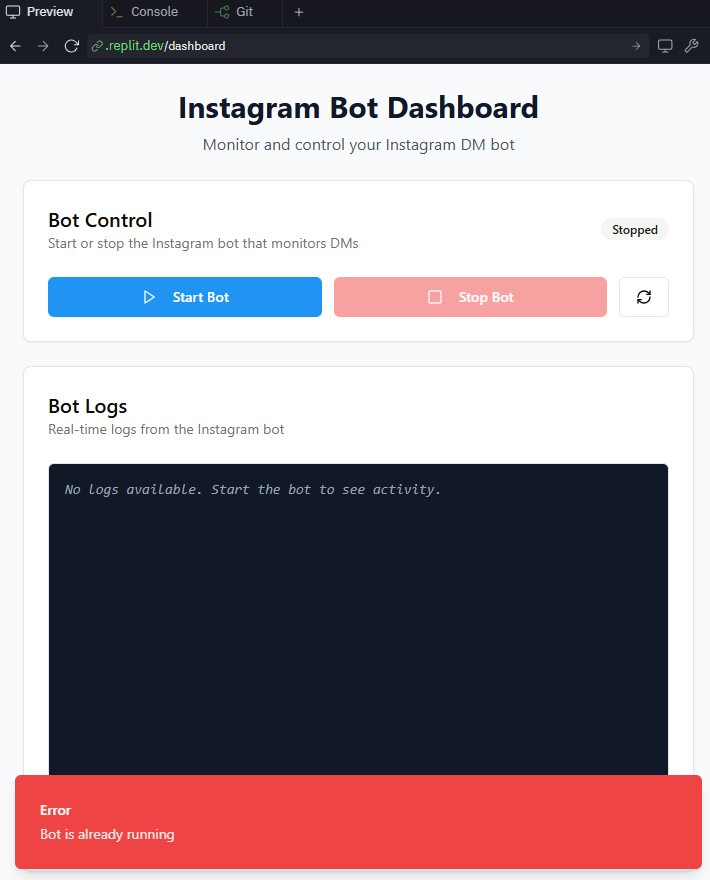 Preview
Console
Git
.replit.dev/dashboard
Instagram Bot Dashboard
Monitor and control your Instagram DM bot
Bot Control
Start or stop the Instagram bot that monitors DMs
Stopped
Start Bot
Stop Bot
Bot Logs
Real-time logs from the Instagram bot
No logs available. Start the bot to see activity.
Error
Bot is already running